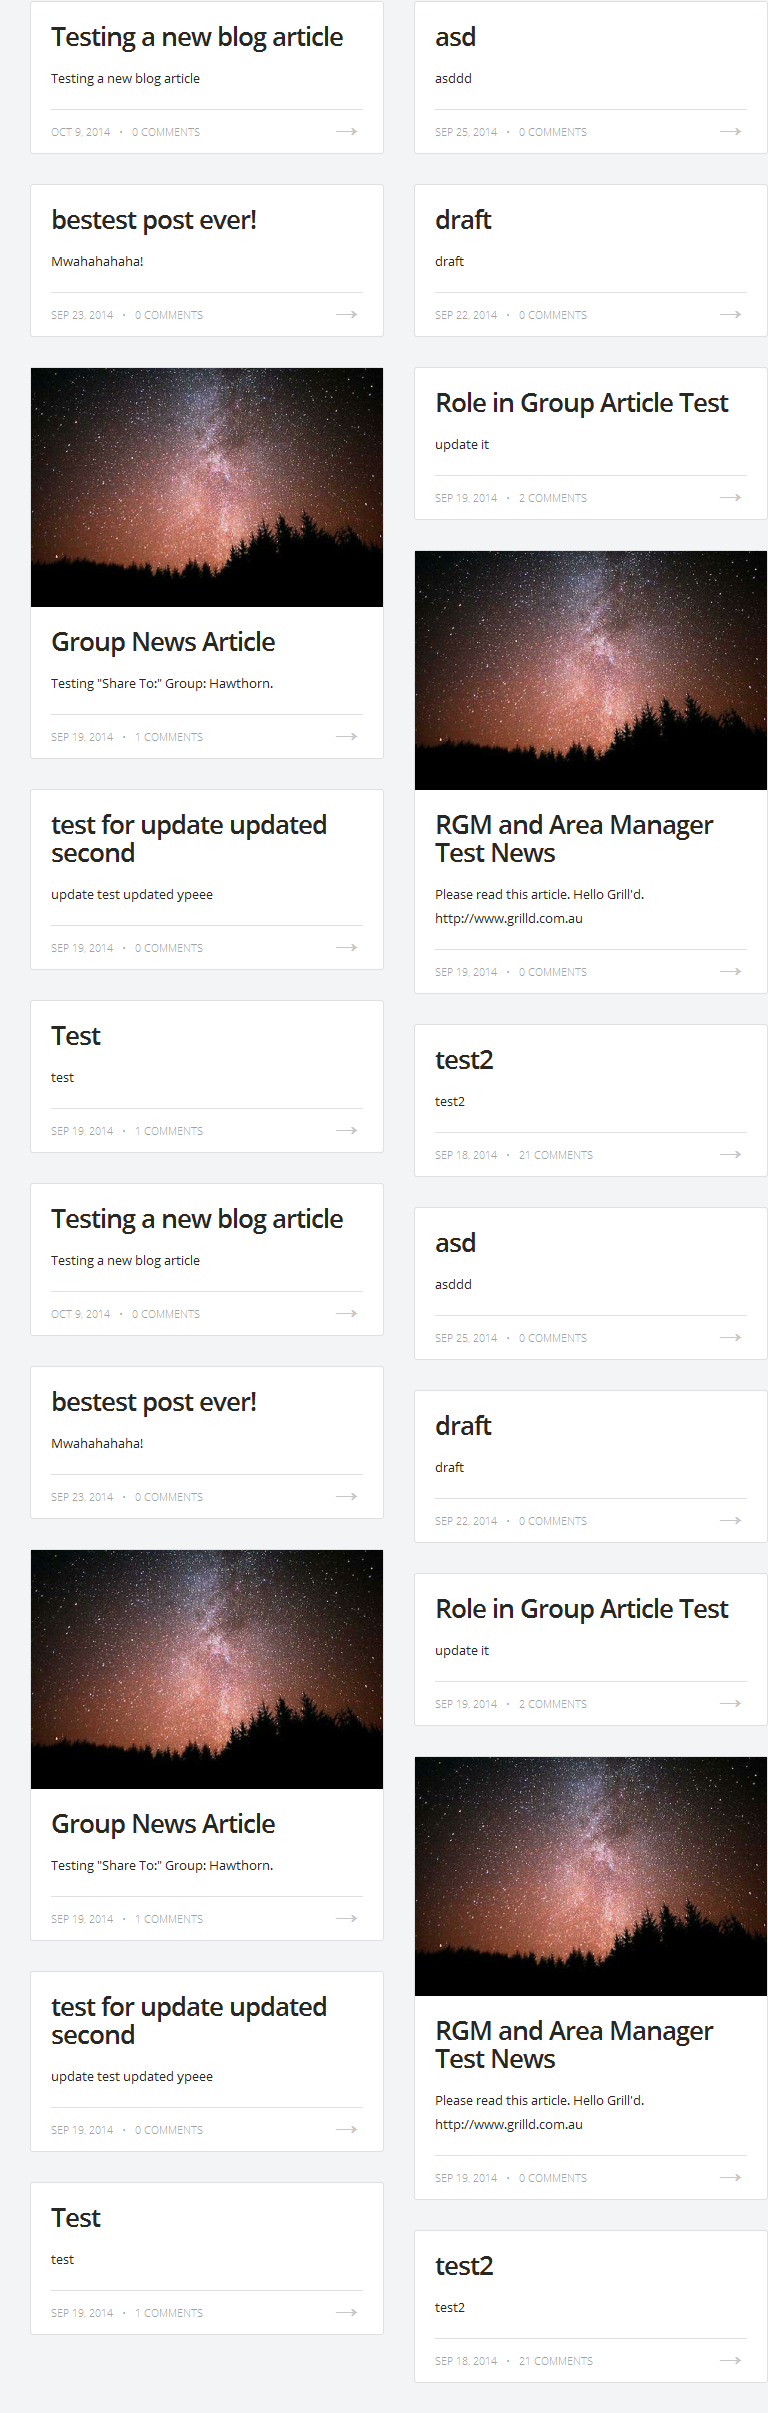 Testing a new blog article
Testing a new blog article
OCT 9, 2014 • 0 COMMENTS
bestest post ever!
Mwahahahaha!
SEP 23, 2014 • 0 COMMENTS
Group News Article
Testing "Share To:" Group: Hawthorn.
SEP 19, 2014 • 1 COMMENTS
test for update updated
second
update test updated ypeee
SEP 19, 2014 • 0 COMMENTS
Test
test
SEP 19, 2014 • 1 COMMENTS
Testing a new blog article
Testing a new blog article
OCT 9, 2014 • 0 COMMENTS
bestest post ever!
Mwahahahaha!
SEP 23, 2014 • 0 COMMENTS
Group News Article
Testing "Share To:" Group: Hawthorn.
SEP 19, 2014 • 1 COMMENTS
test for update updated
second
update test updated ypeee
SEP 19, 2014 • 0 COMMENTS
Test
test
SEP 19, 2014 • 1 COMMENTS
asd
asddd
SEP 25, 2014 • 0 COMMENTS
draft
draft
SEP 22, 2014 • 0 COMMENTS
Role in Group Article Test
update it
SEP 19, 2014 • 2 COMMENTS
RGM and Area Manager
Test News
Please read this article. Hello Grill'd.
http://www.grilld.com.au
SEP 19, 2014 • 0 COMMENTS
test2
test2
SEP 18, 2014 • 21 COMMENTS
asd
asddd
SEP 25, 2014 • 0 COMMENTS
draft
draft
SEP 22, 2014 • 0 COMMENTS
Role in Group Article Test
update it
SEP 19, 2014 • 2 COMMENTS
RGM and Area Manager
Test News
Please read this article. Hello Grill'd.
http://www.grilld.com.au
SEP 19, 2014 • 0 COMMENTS
test2
test2
SEP 18, 2014 • 21 COMMENTS